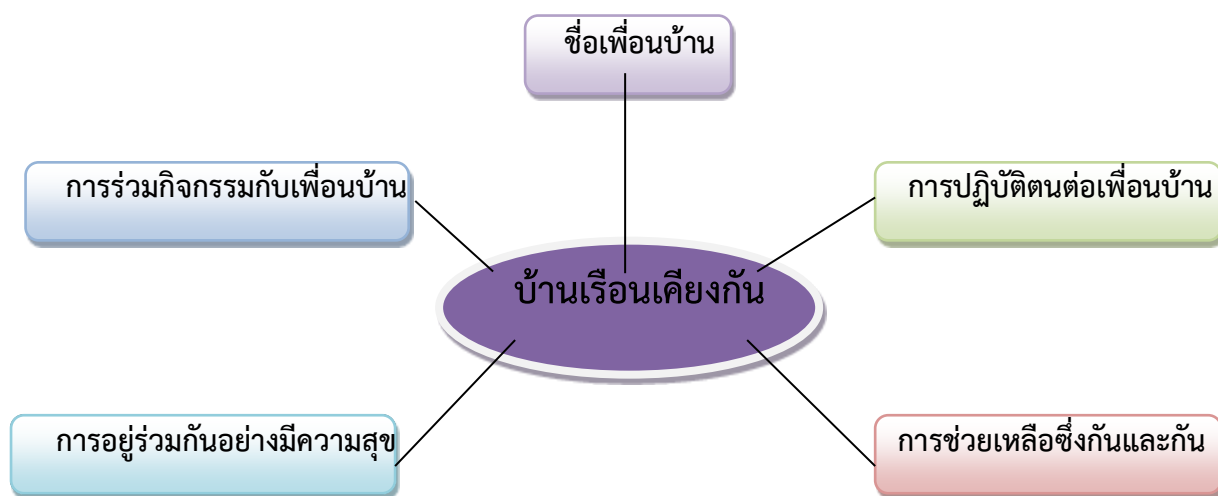 ชื่อเพื่อนบ้าน
การร่วมกิจกรรมกับเพื่อนบ้าน
การปฏิบัติตนต่อเพื่อนบ้าน
บ้านเรือนเคียงกัน
การอยู่ร่วมกันอย่างมีความสุข
การช่วยเหลือซึ่งกันและกัน